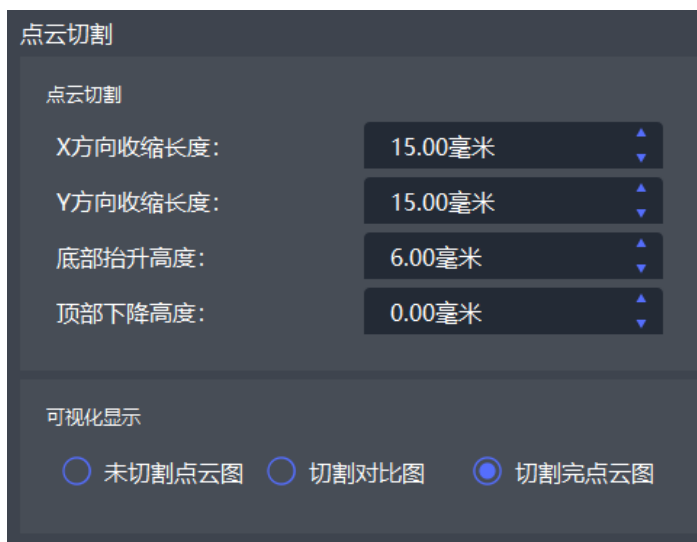 点云切割
点云切割
X方向收缩长度： 15.00毫米
Y方向收缩长度： 15.00毫米
底部抬升高度： 6.00毫米
顶部下降高度： 0.00毫米
可视化显示
未切割点云图 切割对比图 切割完点云图